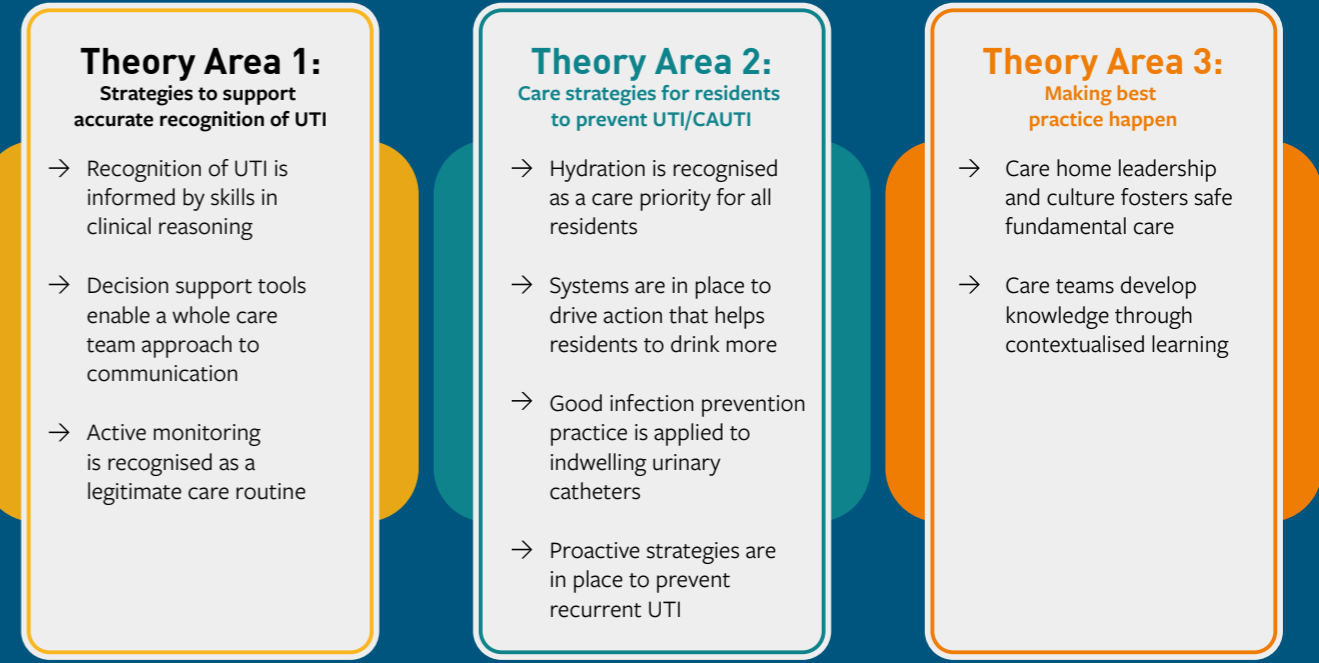 Theory Area 1:
Strategies to support
accurate recognition of UTI
→ Recognition of UTI is
informed by skills in
clinical reasoning
→ Decision support tools
enable a whole care
team approach to
communication
→ Active monitoring
is recognised as a
legitimate care routine
Theory Area 2:
Care strategies for residents
to prevent UTI/CAUTI
→ Hydration is recognised
as a care priority for all
residents
→ Systems are in place to
drive action that helps
residents to drink more
→ Good infection prevention
practice is applied to
indwelling urinary
catheters
→ Proactive strategies are
in place to prevent
recurrent UTI
Theory Area 3:
Making best
practice happen
→ Care home leadership
and culture fosters safe
fundamental care
→ Care teams develop
knowledge through
contextualised learning